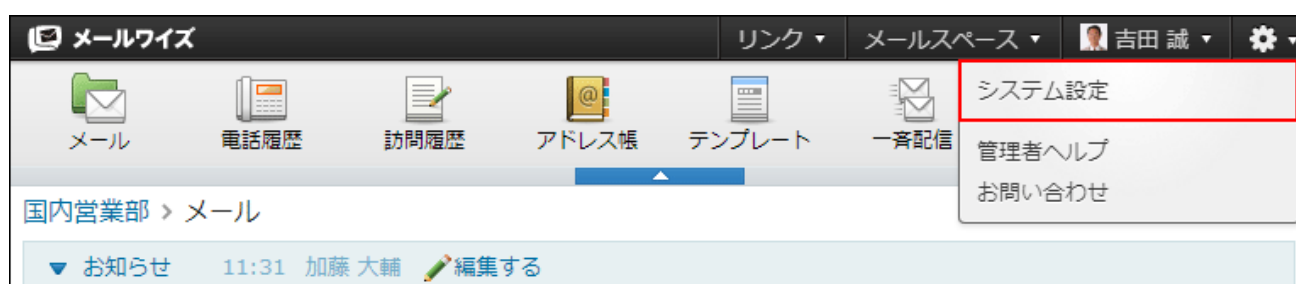 メールワイズ リンク ▼ メールスペース ▼ 吉田 誠 ▼
システム設定
メール 電話履歴 訪問履歴 アドレス帳 テンプレート 一斉配信
管理者ヘルプ
お問い合わせ
国内営業部 > メール
▼ お知らせ 11:31 加藤 大輔 編集する